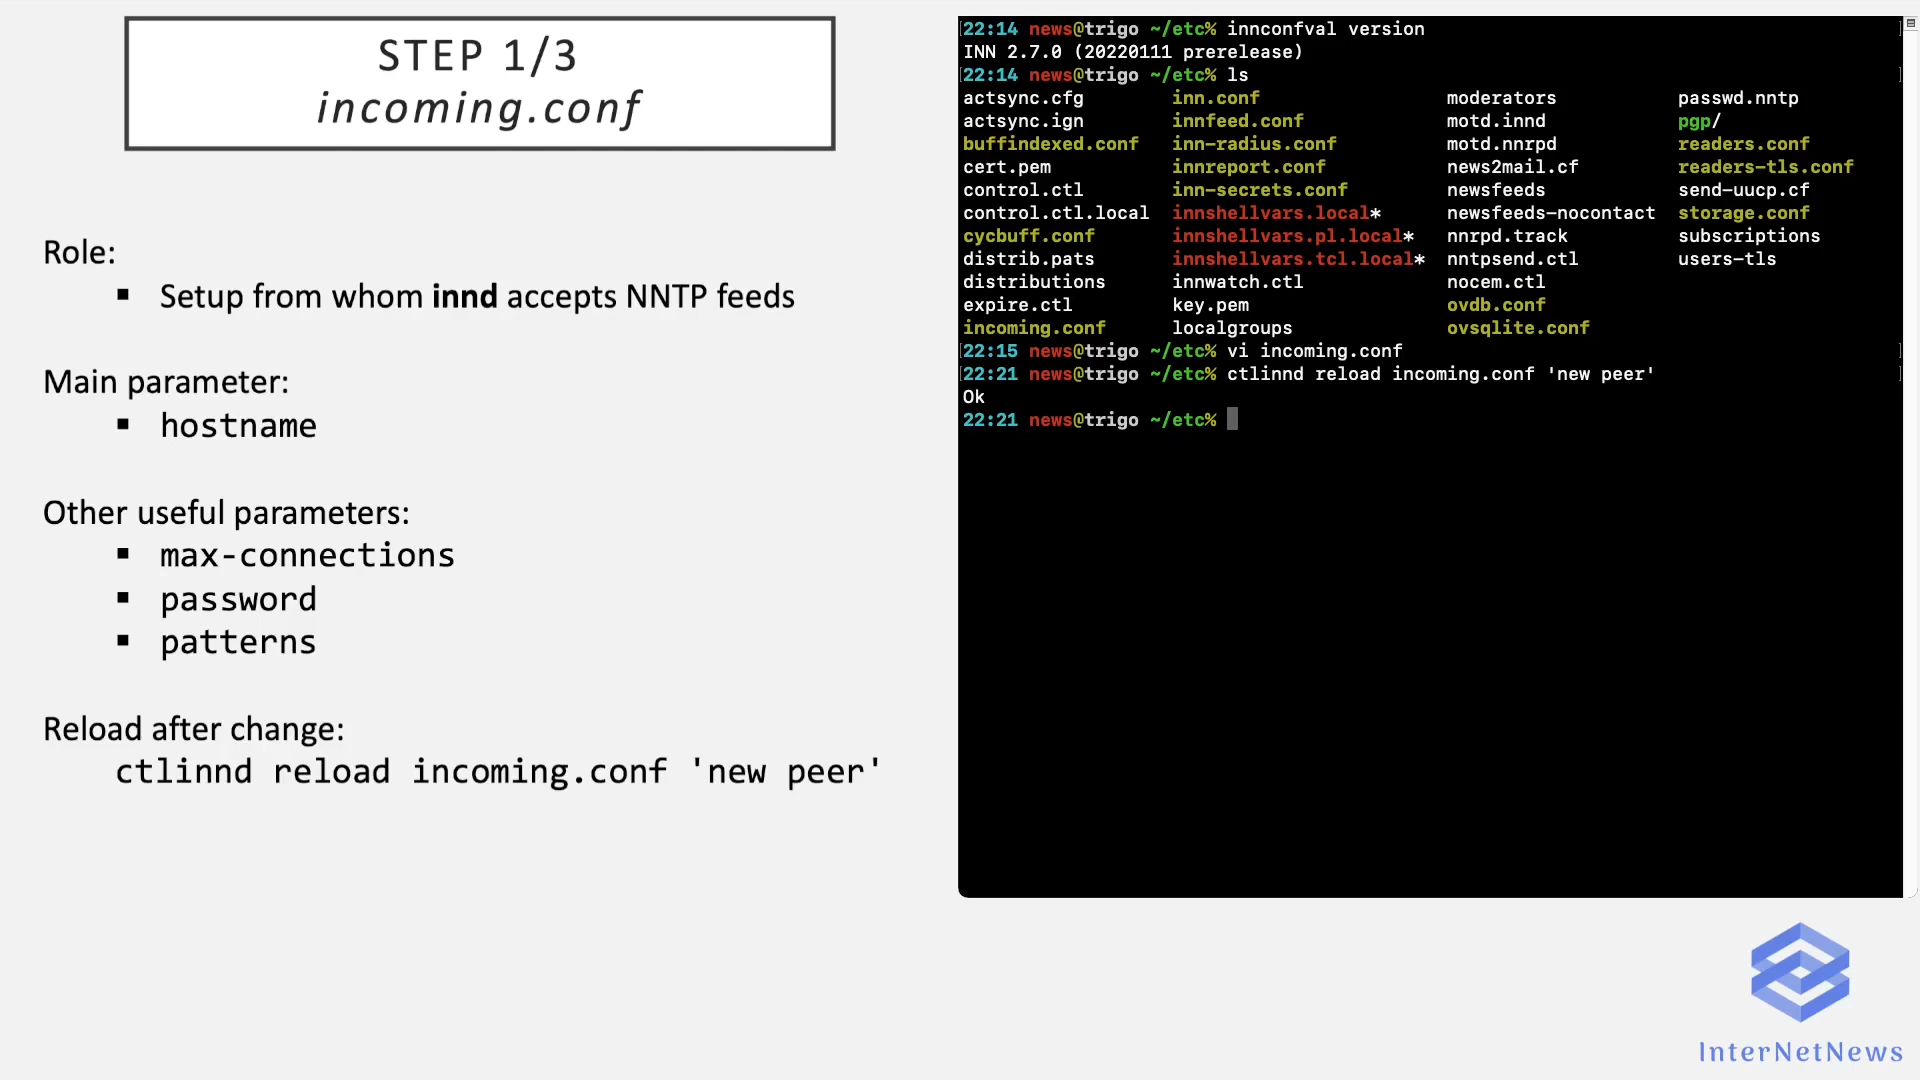 STEP 1/3
incoming.conf
Role:
▪ Setup from whom innd accepts NNTP feeds
Main parameter:
▪ hostname
Other useful parameters:
▪ max-connections
▪ password
▪ patterns
Reload after change:
ctlinnd reload incoming.conf 'new peer'
[22:14 news@trigo ~/etc% innconfval version ]
INN 2.7.0 (20220111 prerelease)
[22:14 news@trigo ~/etc% ls ]
actsync.cfg inn.conf moderators passwd.nntp
actsync.ign innfeed.conf motd.innd pgp/
buffindexed.conf inn-radius.conf motd.nnrpd readers.conf
cert.pem innreport.conf news2mail.cf readers-tls.conf
control.ctl inn-secrets.conf newsfeeds send-uucp.cf
control.ctl.local innshellvars.local* newsfeeds-nocontact storage.conf
cycbuff.conf innshellvars.pl.local* nnrpd.track subscriptions
distrib.pats innshellvars.tcl.local* nntpsend.ctl users-tls
distributions innwatch.ctl nocem.ctl
expire.ctl key.pem ovdb.conf
incoming.conf localgroups ovsqlite.conf
[22:15 news@trigo ~/etc% vi incoming.conf ]
[22:21 news@trigo ~/etc% ctlinnd reload incoming.conf 'new peer' ]
Ok
22:21 news@trigo ~/etc%
InterNetNews